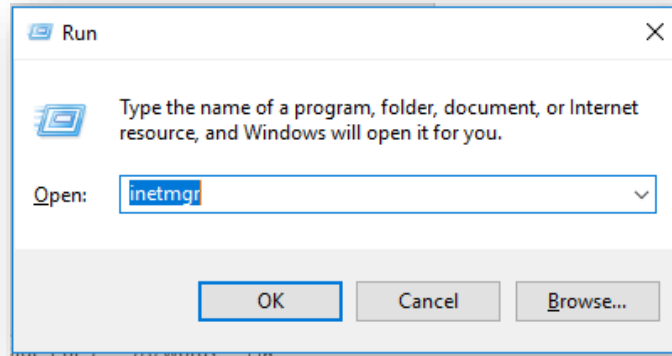 Run
Type the name of a program, folder, document, or Internet
resource, and Windows will open it for you.
Open: inetmgr
OK Cancel Browse...